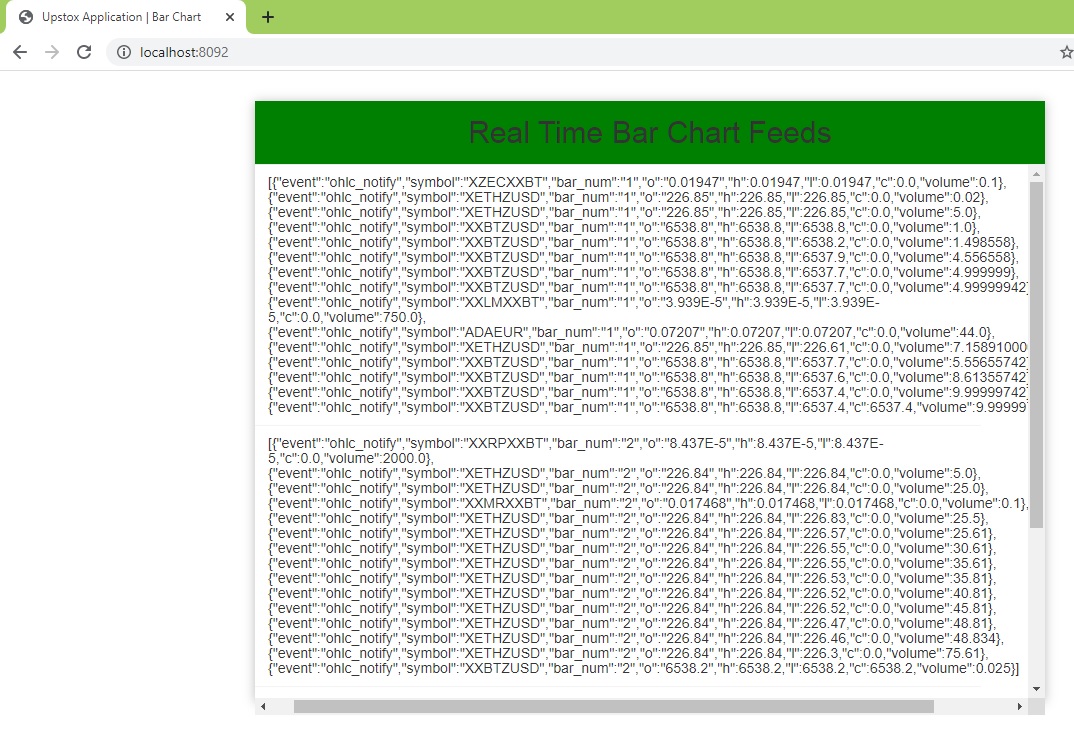 Upstox Application | Bar Chart
localhost:8092
Real Time Bar Chart Feeds
[{"event":"ohlc_notify","symbol":"XZECXXBT","bar_num":"1","o":"0.01947","h":0.01947,"l":0.01947,"c":0.0,"volume":0.1},
{"event":"ohlc_notify","symbol":"XETHZUSD","bar_num":"1","o":"226.85","h":226.85,"l":226.85,"c":0.0,"volume":0.02},
{"event":"ohlc_notify","symbol":"XETHZUSD","bar_num":"1","o":"226.85","h":226.85,"l":226.85,"c":0.0,"volume":5.0},
{"event":"ohlc_notify","symbol":"XXBTZUSD","bar_num":"1","o":"6538.8","h":6538.8,"l":6538.8,"c":0.0,"volume":1.0},
{"event":"ohlc_notify","symbol":"XXBTZUSD","bar_num":"1","o":"6538.8","h":6538.8,"l":6538.2,"c":0.0,"volume":1.498558},
{"event":"ohlc_notify","symbol":"XXBTZUSD","bar_num":"1","o":"6538.8","h":6538.8,"l":6537.9,"c":0.0,"volume":4.556558},
{"event":"ohlc_notify","symbol":"XXBTZUSD","bar_num":"1","o":"6538.8","h":6538.8,"l":6537.7,"c":0.0,"volume":4.999999},
{"event":"ohlc_notify","symbol":"XXBTZUSD","bar_num":"1","o":"6538.8","h":6538.8,"l":6537.7,"c":0.0,"volume":4.99999942}
{"event":"ohlc_notify","symbol":"XXLMXXBT","bar_num":"1","o":"3.939E-5","h":3.939E-5,"l":3.939E-
5,"c":0.0,"volume":750.0},
{"event":"ohlc_notify","symbol":"ADAEUR","bar_num":"1","o":"0.07207","h":0.07207,"l":0.07207,"c":0.0,"volume":44.0},
{"event":"ohlc_notify","symbol":"XETHZUSD","bar_num":"1","o":"226.85","h":226.85,"l":226.61,"c":0.0,"volume":7.15891000
{"event":"ohlc_notify","symbol":"XXBTZUSD","bar_num":"1","o":"6538.8","h":6538.8,"l":6537.7,"c":0.0,"volume":5.55655742
{"event":"ohlc_notify","symbol":"XXBTZUSD","bar_num":"1","o":"6538.8","h":6538.8,"l":6537.6,"c":0.0,"volume":8.61355742
{"event":"ohlc_notify","symbol":"XXBTZUSD","bar_num":"1","o":"6538.8","h":6538.8,"l":6537.4,"c":0.0,"volume":9.99999742
{"event":"ohlc_notify","symbol":"XXBTZUSD","bar_num":"1","o":"6538.8","h":6538.8,"l":6537.4,"c":6537.4,"volume":9.99999
[{"event":"ohlc_notify","symbol":"XXRPXXBT","bar_num":"2","o":"8.437E-5","h":8.437E-5,"l":8.437E-
5,"c":0.0,"volume":2000.0},
{"event":"ohlc_notify","symbol":"XETHZUSD","bar_num":"2","o":"226.84","h":226.84,"l":226.84,"c":0.0,"volume":5.0},
{"event":"ohlc_notify","symbol":"XETHZUSD","bar_num":"2","o":"226.84","h":226.84,"l":226.84,"c":0.0,"volume":25.0},
{"event":"ohlc_notify","symbol":"XXMRXXBT","bar_num":"2","o":"0.017468","h":0.017468,"l":0.017468,"c":0.0,"volume":0.1},
{"event":"ohlc_notify","symbol":"XETHZUSD","bar_num":"2","o":"226.84","h":226.84,"l":226.83,"c":0.0,"volume":25.5},
{"event":"ohlc_notify","symbol":"XETHZUSD","bar_num":"2","o":"226.84","h":226.84,"l":226.57,"c":0.0,"volume":25.61},
{"event":"ohlc_notify","symbol":"XETHZUSD","bar_num":"2","o":"226.84","h":226.84,"l":226.55,"c":0.0,"volume":30.61},
{"event":"ohlc_notify","symbol":"XETHZUSD","bar_num":"2","o":"226.84","h":226.84,"l":226.55,"c":0.0,"volume":35.61},
{"event":"ohlc_notify","symbol":"XETHZUSD","bar_num":"2","o":"226.84","h":226.84,"l":226.53,"c":0.0,"volume":35.81},
{"event":"ohlc_notify","symbol":"XETHZUSD","bar_num":"2","o":"226.84","h":226.84,"l":226.52,"c":0.0,"volume":40.81},
{"event":"ohlc_notify","symbol":"XETHZUSD","bar_num":"2","o":"226.84","h":226.84,"l":226.52,"c":0.0,"volume":45.81},
{"event":"ohlc_notify","symbol":"XETHZUSD","bar_num":"2","o":"226.84","h":226.84,"l":226.47,"c":0.0,"volume":48.81},
{"event":"ohlc_notify","symbol":"XETHZUSD","bar_num":"2","o":"226.84","h":226.84,"l":226.46,"c":0.0,"volume":48.834},
{"event":"ohlc_notify","symbol":"XETHZUSD","bar_num":"2","o":"226.84","h":226.84,"l":226.3,"c":0.0,"volume":75.61},
{"event":"ohlc_notify","symbol":"XXBTZUSD","bar_num":"2","o":"6538.2","h":6538.2,"l":6538.2,"c":6538.2,"volume":0.025}]